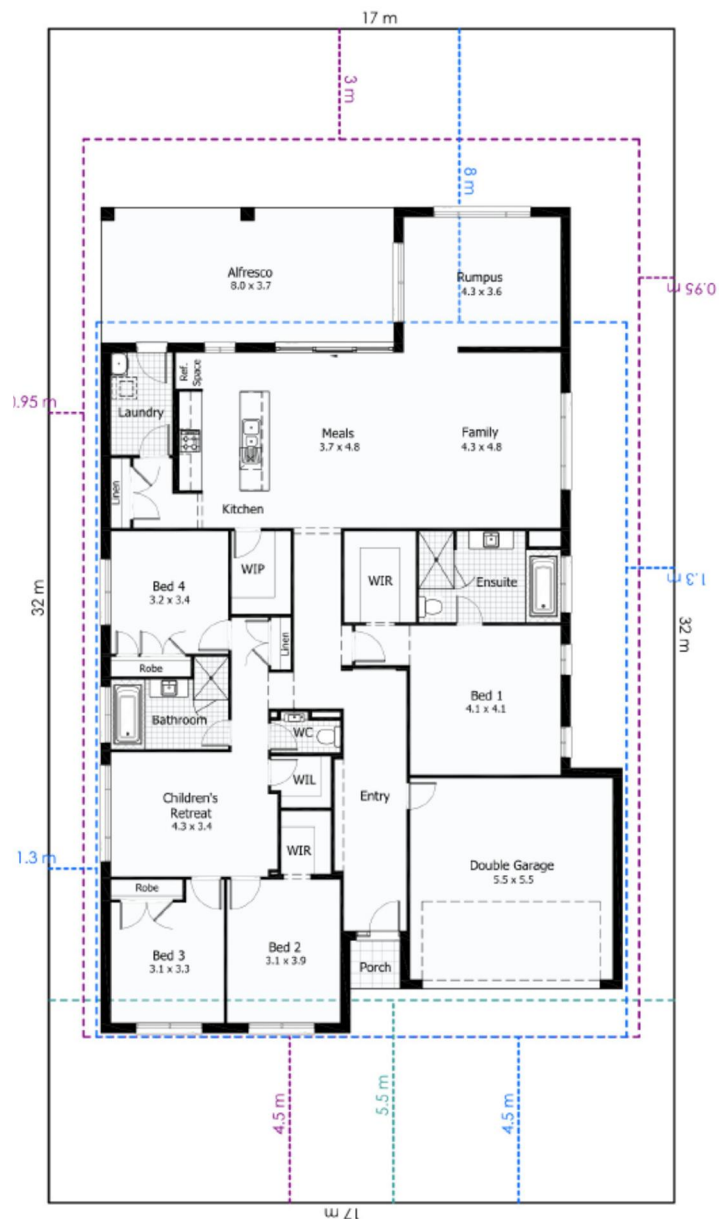 17 m
3 m
8 m
Alfresco
8.0 x 3.7
Rumpus
4.3 x 3.6
0.95 m
Ref.
Space
Laundry
).95 m
Meals
3.7 x 4.8
Family
4.3 x 4.8
Linen
Kitchen
WIP
WIR
Ensuite
1.3 m
Bed 4
3.2 x 3.4
32 m
32 m
Linen
Robe
Bed 1
4.1 x 4.1
Bathroom
WC
WIL
Entry
Children's
Retreat
4.3 x 3.4
WIR
1.3 m
Double Garage
5.5 x 5.5
Robe
Bed 3
3.1 x 3.3
Bed 2
3.1 x 3.9
Porch
4.5 m
5.5 m
4.5 m
17 m